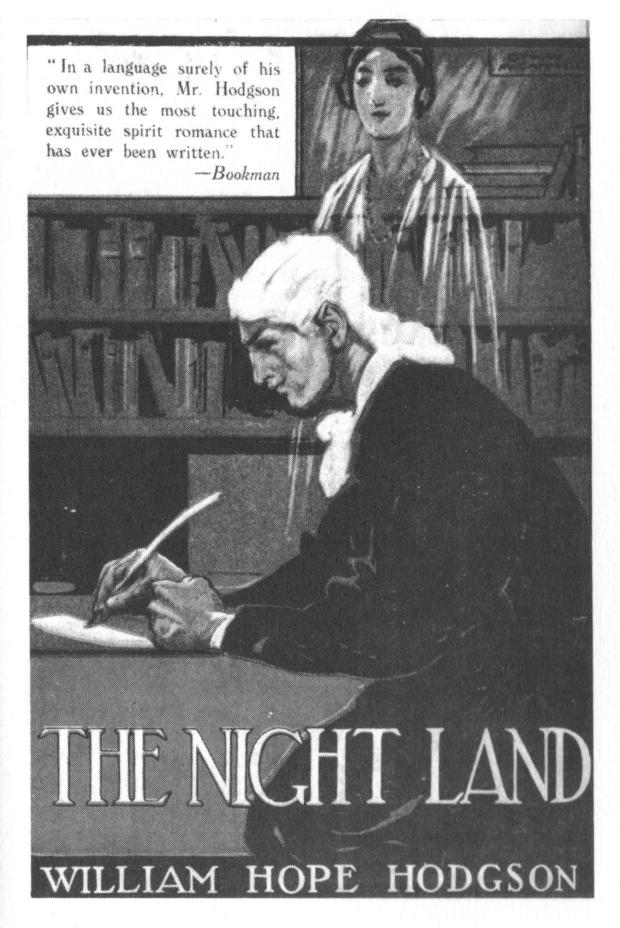 “In a language surely of his
own invention, Mr. Hodgson
gives us the most touching,
exquisite spirit romance that
has ever been written.”
—Bookman
THE NIGHT LAND
WILLIAM HOPE HODGSON